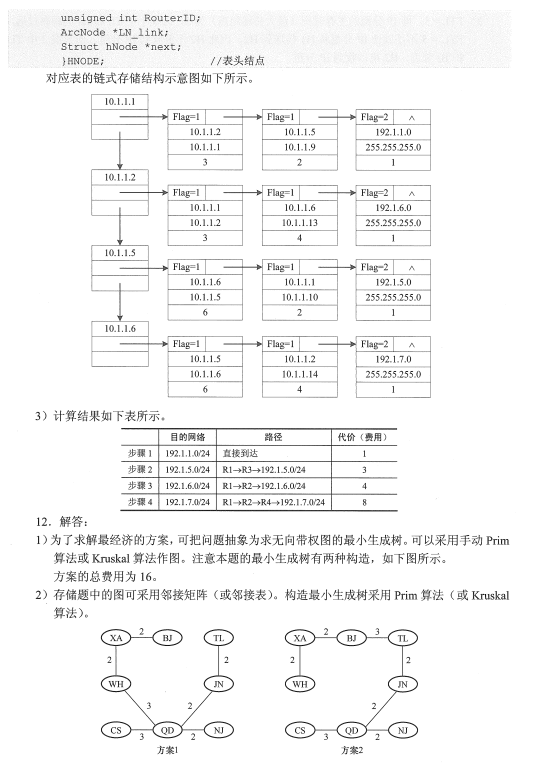 unsigned int RouterID;
ArcNode *LN_link;
Struct hNode *next;
}HNODE; //表头结点
对应表的链式存储结构示意图如下所示。
10.1.1.1
Flag=1 Flag=1 Flag=2 ∧
10.1.1.2 10.1.1.5 192.1.1.0
10.1.1.1 10.1.1.9 255.255.255.0
3 2 1
10.1.1.2
Flag=1 Flag=1 Flag=2 ∧
10.1.1.1 10.1.1.6 192.1.6.0
10.1.1.2 10.1.1.13 255.255.255.0
3 4 1
10.1.1.5
Flag=1 Flag=1 Flag=2 ∧
10.1.1.6 10.1.1.1 192.1.5.0
10.1.1.5 10.1.1.10 255.255.255.0
6 2 1
10.1.1.6
Flag=1 Flag=1 Flag=2 ∧
10.1.1.5 10.1.1.2 192.1.7.0
10.1.1.6 10.1.1.14 255.255.255.0
6 4 1
3）计算结果如下表所示。
目的网络 路径 代价（费用）
步骤 1 192.1.1.0/24 直接到达 1
步骤 2 192.1.5.0/24 R1→R3→192.1.5.0/24 3
步骤 3 192.1.6.0/24 R1→R2→192.1.6.0/24 4
步骤 4 192.1.7.0/24 R1→R2→R4→192.1.7.0/24 8
12．解答：
1）为了求解最经济的方案，可把问题抽象为求无向带权图的最小生成树。可以采用手动 Prim
算法或 Kruskal 算法作图。注意本题的最小生成树有两种构造，如下图所示。
方案的总费用为 16。
2）存储题中的图可采用邻接矩阵（或邻接表）。构造最小生成树采用 Prim 算法（或 Kruskal
算法）。
XA 2 BJ TL XA 2 BJ 3 TL
2 2 2 2
WH JN WH JN
3 2 2
CS 3 QD 2 NJ CS 3 QD 2 NJ
方案1 方案2